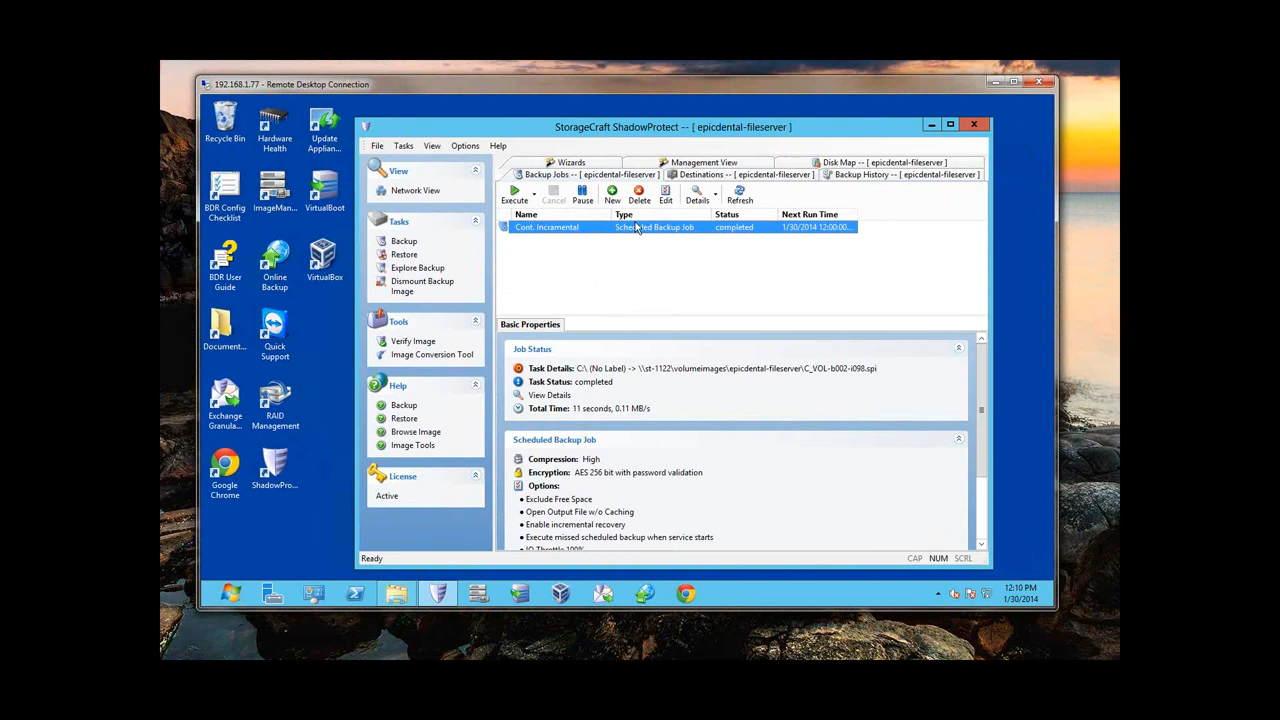 192.168.1.77 - Remote Desktop Connection
Recycle Bin
Hardware Health
Update Applian...
BDR Config Checklist
ImageMan...
VirtualBoot
BDR User Guide
Online Backup
VirtualBox
Document...
Quick Support
Exchange Granula...
RAID Management
Google Chrome
ShadowPro...
StorageCraft ShadowProtect -- [ epicdental-fileserver ]
File Tasks View Options Help
View
Network View
Tasks
Backup
Restore
Explore Backup
Dismount Backup Image
Tools
Verify Image
Image Conversion Tool
Help
Backup
Restore
Browse Image
Image Tools
License
Active
Wizards Management View Disk Map -- [ epicdental-fileserver ]
Backup Jobs -- [ epicdental-fileserver ] Destinations -- [ epicdental-fileserver ] Backup History -- [ epicdental-fileserver ]
Execute Cancel Pause New Delete Edit Details Refresh
Name Type Status Next Run Time
Cont. Incramental Scheduled Backup Job completed 1/30/2014 12:00:00...
Basic Properties
Job Status
Task Details: C:\ (No Label) -> \\st-1122\volumeimages\epicdental-fileserver\C_VOL-b002-i098.spi
Task Status: completed
View Details
Total Time: 11 seconds, 0.11 MB/s
Scheduled Backup Job
Compression: High
Encryption: AES 256 bit with password validation
Options:
• Exclude Free Space
• Open Output File w/o Caching
• Enable incremental recovery
• Execute missed scheduled backup when service starts
• IO Throttle 100%
Ready
CAP NUM SCRL
12:10 PM
1/30/2014